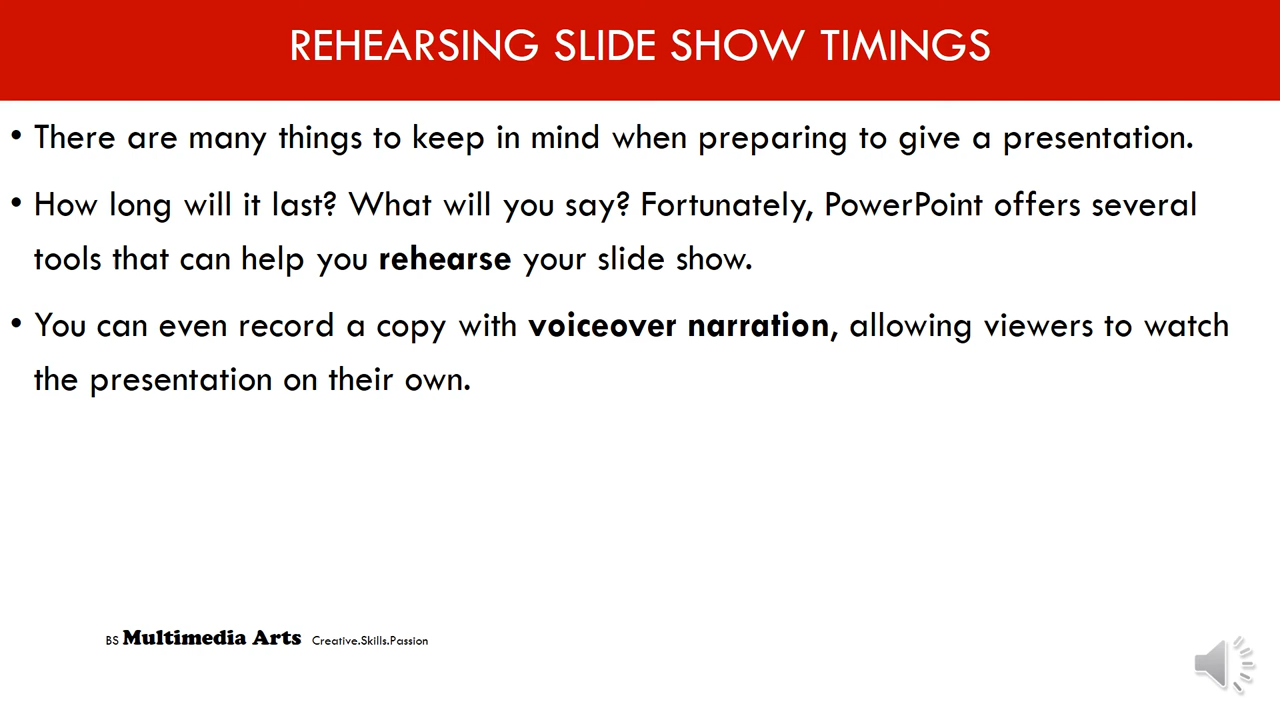 REHEARSING SLIDE SHOW TIMINGS
• There are many things to keep in mind when preparing to give a presentation.
• How long will it last? What will you say? Fortunately, PowerPoint offers several
tools that can help you rehearse your slide show.
• You can even record a copy with voiceover narration, allowing viewers to watch
the presentation on their own.
BS Multimedia Arts Creative.Skills.Passion